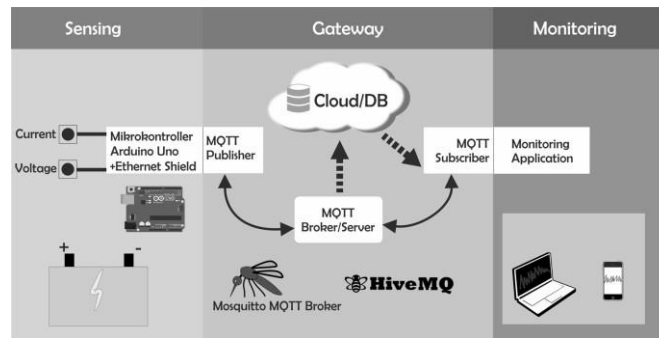 Sensing
Gateway
Monitoring
Cloud/DB
Current
Voltage
Mikrokontroller
Arduino Uno
+Ethernet Shield
MQTT
Publisher
MQTT
Subscriber
Monitoring
Application
MQTT
Broker/Server
+ -
Mosquitto MQTT Broker
HiveMQ